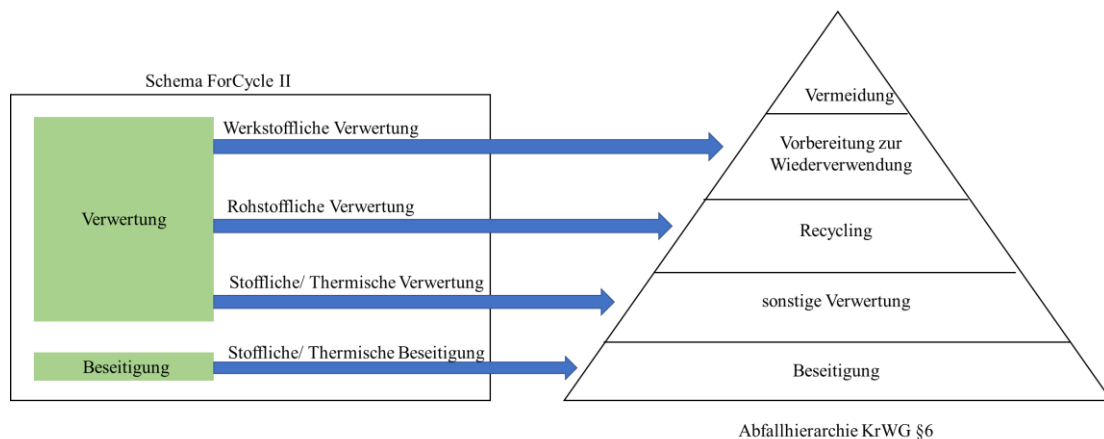 Schema ForCycle II
Verwertung
Werkstoffliche Verwertung
Rohstoffliche Verwertung
Stoffliche/ Thermische Verwertung
Beseitigung
Stoffliche/ Thermische Beseitigung
Vermeidung
Vorbereitung zur
Wiederverwendung
Recycling
sonstige Verwertung
Beseitigung
Abfallhierarchie KrWG §6